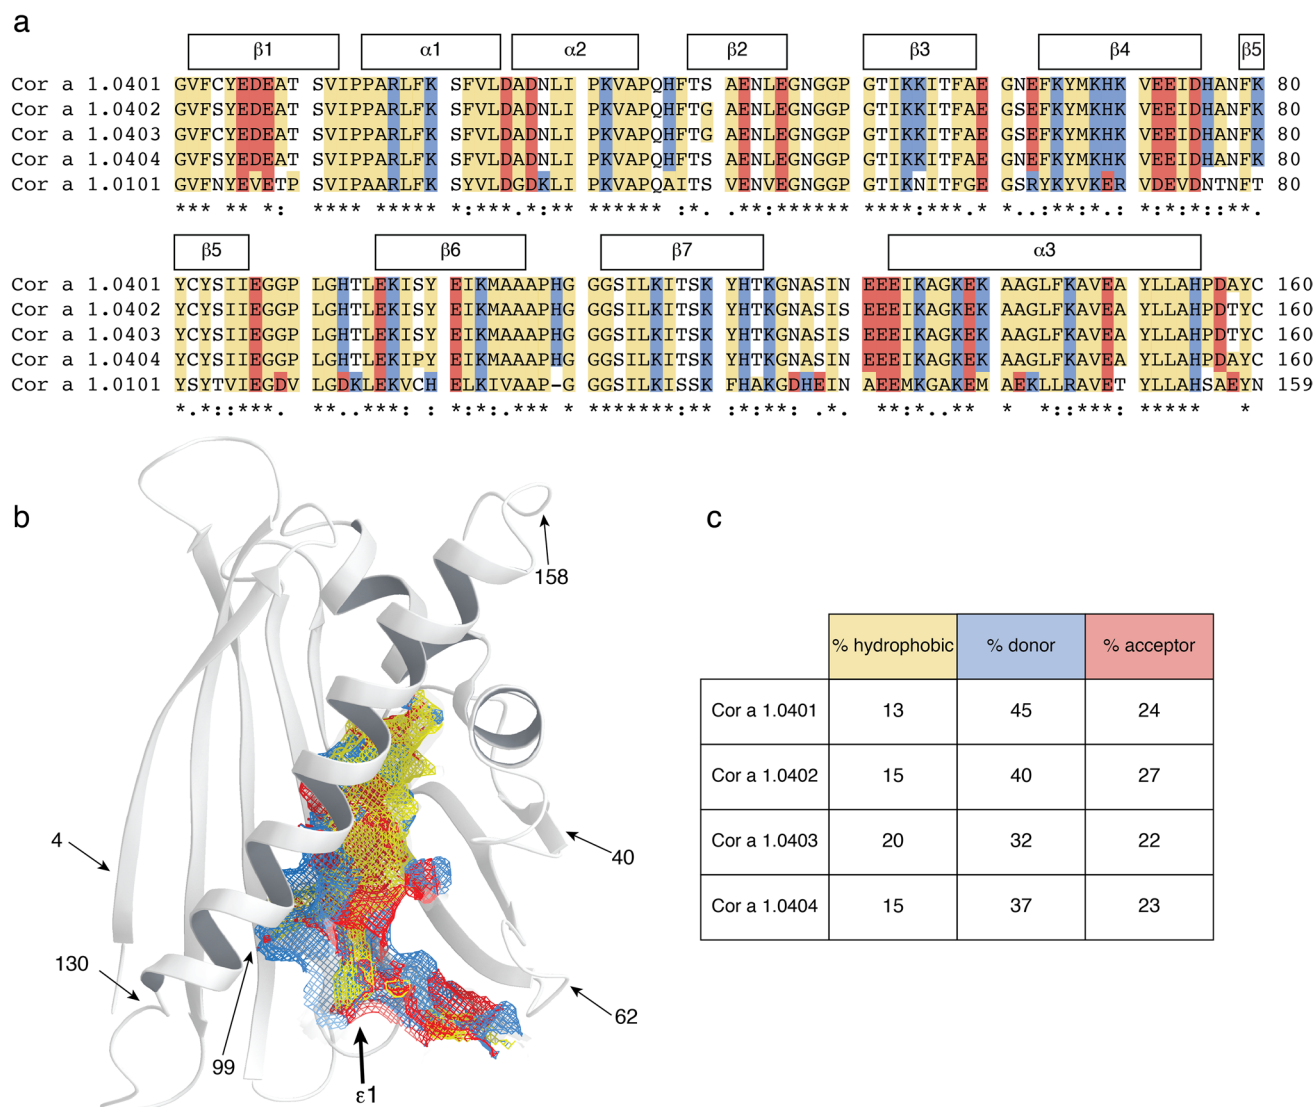 a
β1 α1 α2 β2 β3 β4 β5
Cor a 1.0401 GVFCYEDEAT SVIPPARLFK SFVLDADNLI PKVAPQHFTS AENLEGNGGP GTIKKITFAE GNEFKYMKHK VEEIDHANFK 80
Cor a 1.0402 GVFCYEDEAT SVIPPARLFK SFVLDADNLI PKVAPQHFTG AENLEGNGGP GTIKKITFAE GSEFKYMKHK VEEIDHANFK 80
Cor a 1.0403 GVFCYEDEAT SVIPPARLFK SFVLDADNLI PKVAPQHFTG AENLEGNGGP GTIKKITFAE GSEFKYMKHK VEEIDHANFK 80
Cor a 1.0404 GVFSYEDEAT SVIPPARLFK SFVLDADNLI PKVAPQHFTS AENLEGNGGP GTIKKITFAE GNEFKYMKHK VEEIDHANFK 80
Cor a 1.0101 GVFNYEVETP SVIPAARLFK SYVLDGDKLI PKVAPQAITS VENVEGNGGP GTIKNITFGE GSRYKYVKER VDEVDNTNFT 80
*** ** *: **** ***** *:***.*.** ***** :*. .**:****** ****:***.* *..:**:*.: *:*:*::**.
β5 β6 β7 α3
Cor a 1.0401 YCYSIIEGGP LGHTLEKISY EIKMAAAPHG GGSILKITSK YHTKGNASIN EEEIKAGKEK AAGLFKAVEA YLLAHPDAYC 160
Cor a 1.0402 YCYSIIEGGP LGHTLEKISY EIKMAAAPHG GGSILKITSK YHTKGNASIS EEEIKAGKEK AAGLFKAVEA YLLAHPDTYC 160
Cor a 1.0403 YCYSIIEGGP LGHTLEKISY EIKMAAAPHG GGSILKITSK YHTKGNASIS EEEIKAGKEK AAGLFKAVEA YLLAHPDTYC 160
Cor a 1.0404 YCYSIIEGGP LGHTLEKIPY EIKMAAAPHG GGSILKITSK YHTKGNASIN EEEIKAGKEK AAGLFKAVEA YLLAHPDAYC 160
Cor a 1.0101 YSYTVIEGDV LGDKLEKVCH ELKIVAAP-G GGSILKISSK FHAKGDHEIN AEEMKGAKEM AEKLLRAVET YLLAHSAEYN 159
*.*::***. **..***: : *:*:.*** * *******:** :*:**: .*. **:*..** * *::***: ***** *
b c
158
4
40
130
62
99
ε1
% hydrophobic % donor % acceptor
Cor a 1.0401 13 45 24
Cor a 1.0402 15 40 27
Cor a 1.0403 20 32 22
Cor a 1.0404 15 37 23